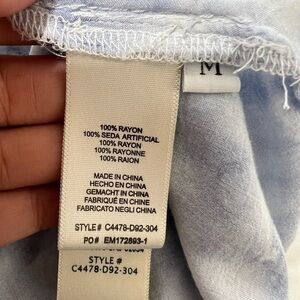 M
100% RAYON
100% SEDA ARTIFICIAL
100% RAYON
100% RAYONNE
100% RAION
MADE IN CHINA
HECHO EN CHINA
GEMACHT IN CHINA
FABRIQUÉ EN CHINE
FABRICATO NEGLI CHINA
STYLE# C4478-D92-304
PO# EM172893-1
STYLE #
C4478-D92-304